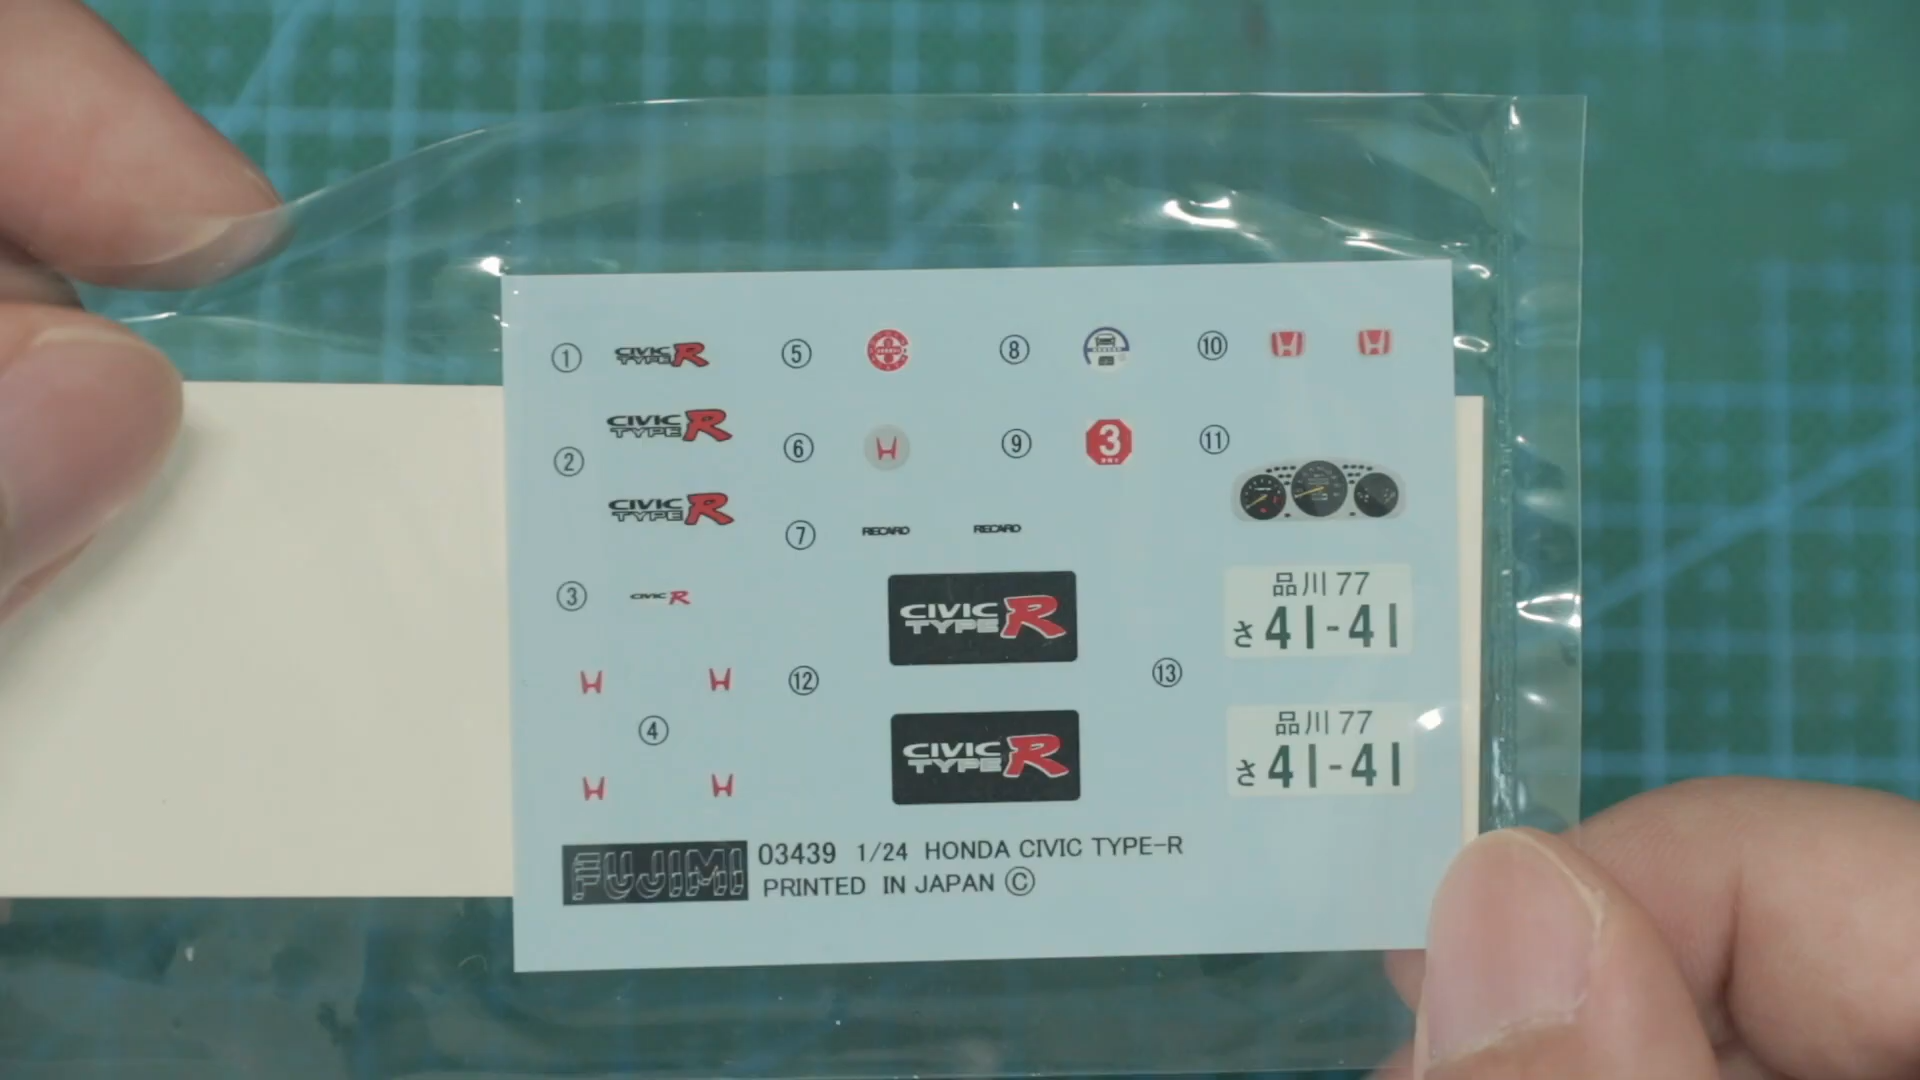 ① CIVIC TYPE R
② CIVIC TYPE R
CIVIC TYPE R
③ CIVIC R
④
⑤
⑥
⑦ RECARO RECARO
⑧
⑨ 3
⑩
⑪
⑫ CIVIC TYPE R
CIVIC TYPE R
⑬
品川 77
さ 41-41
品川 77
さ 41-41
FUJIMI 03439 1/24 HONDA CIVIC TYPE-R
PRINTED IN JAPAN Ⓒ